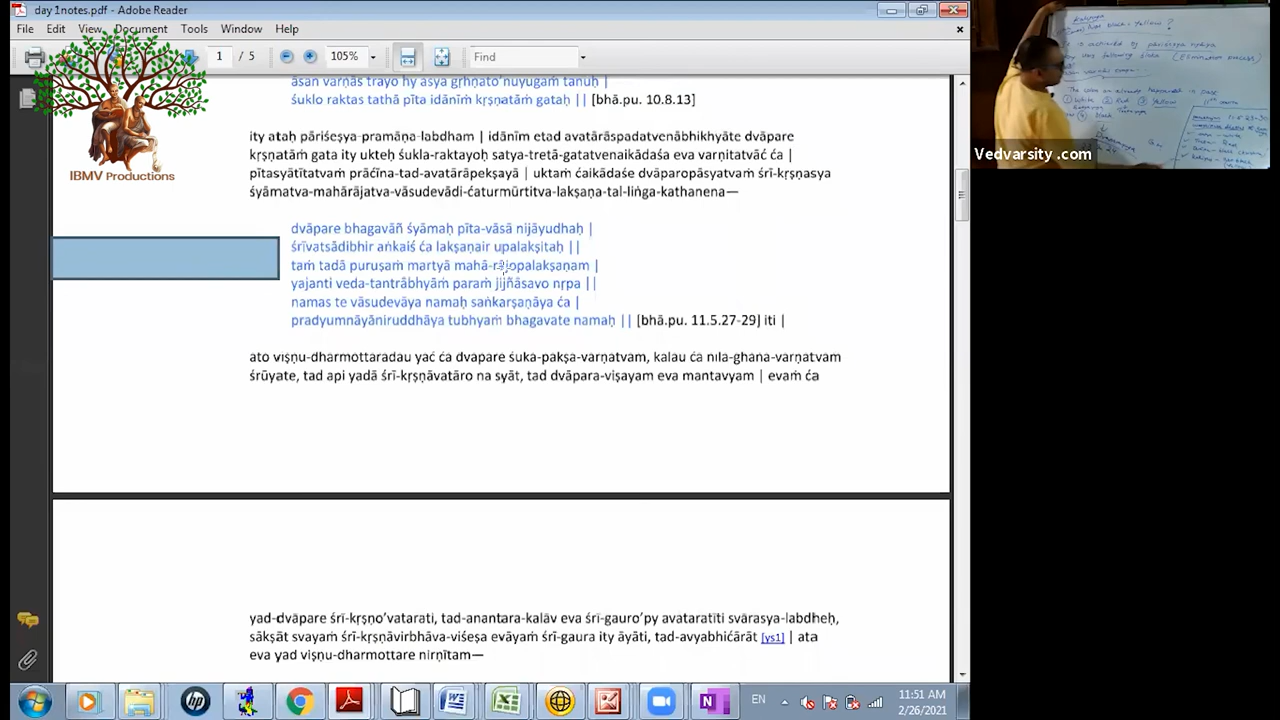 day 1notes.pdf - Adobe Reader
File Edit View Document Tools Window Help
1 / 5 105% Find
āsan varṇās trayo hy asya gṛhṇato'nuyugaṁ tanūḥ |
śuklo raktas tathā pīta idānīṁ kṛṣṇatāṁ gataḥ || [bhā.pu. 10.8.13]
ity ataḥ pāriśeṣya-pramāṇa-labdham | idānīm etad avatārāspadatvenābhikhyāte dvāpare
kṛṣṇatāṁ gata ity ukteḥ śukla-raktayoḥ satya-tretā-gatatvenaikādaśa eva varṇitatvāć ća |
pītasyātītatvaṁ prāćīna-tad-avatārāpekṣayā | uktaṁ ćaikādaśe dvāparopāsyatvaṁ śrī-kṛṣṇasya
śyāmatva-mahārājatva-vāsudevādi-ćaturmūrtitva-lakṣaṇa-tal-liṅga-kathanena—
dvāpare bhagavāñ śyāmaḥ pīta-vāsā nijāyudhaḥ |
śrīvatsādibhir aṅkaiś ća lakṣaṇair upalakṣitaḥ ||
taṁ tadā puruṣaṁ martyā mahā-rājopalakṣaṇam |
yajanti veda-tantrābhyāṁ paraṁ jijñāsavo nṛpa ||
namas te vāsudevāya namaḥ saṅkarṣaṇāya ća |
pradyumnāyāniruddhāya tubhyaṁ bhagavate namaḥ || [bhā.pu. 11.5.27-29] iti |
ato viṣṇu-dharmottaradau yać ća dvapare śuka-pakṣa-varṇatvam, kalau ća nīla-ghana-varṇatvam
śrūyate, tad api yadā śrī-kṛṣṇāvatāro na syāt, tad dvāpara-viṣayam eva mantavyam | evaṁ ća
yad-dvāpare śrī-kṛṣṇo'vatarati, tad-anantara-kalāv eva śrī-gauro'py avataratīti svārasya-labdheḥ,
sākṣāt svayaṁ śrī-kṛṣṇāvirbhāva-viśeṣa evāyaṁ śrī-gaura ity āyāti, tad-avyabhićārāt [ys1] | ata
eva yad viṣṇu-dharmottare nirṇītam—
IBMV Productions
Vedvarsity .com
EN
11:51 AM
2/26/2021